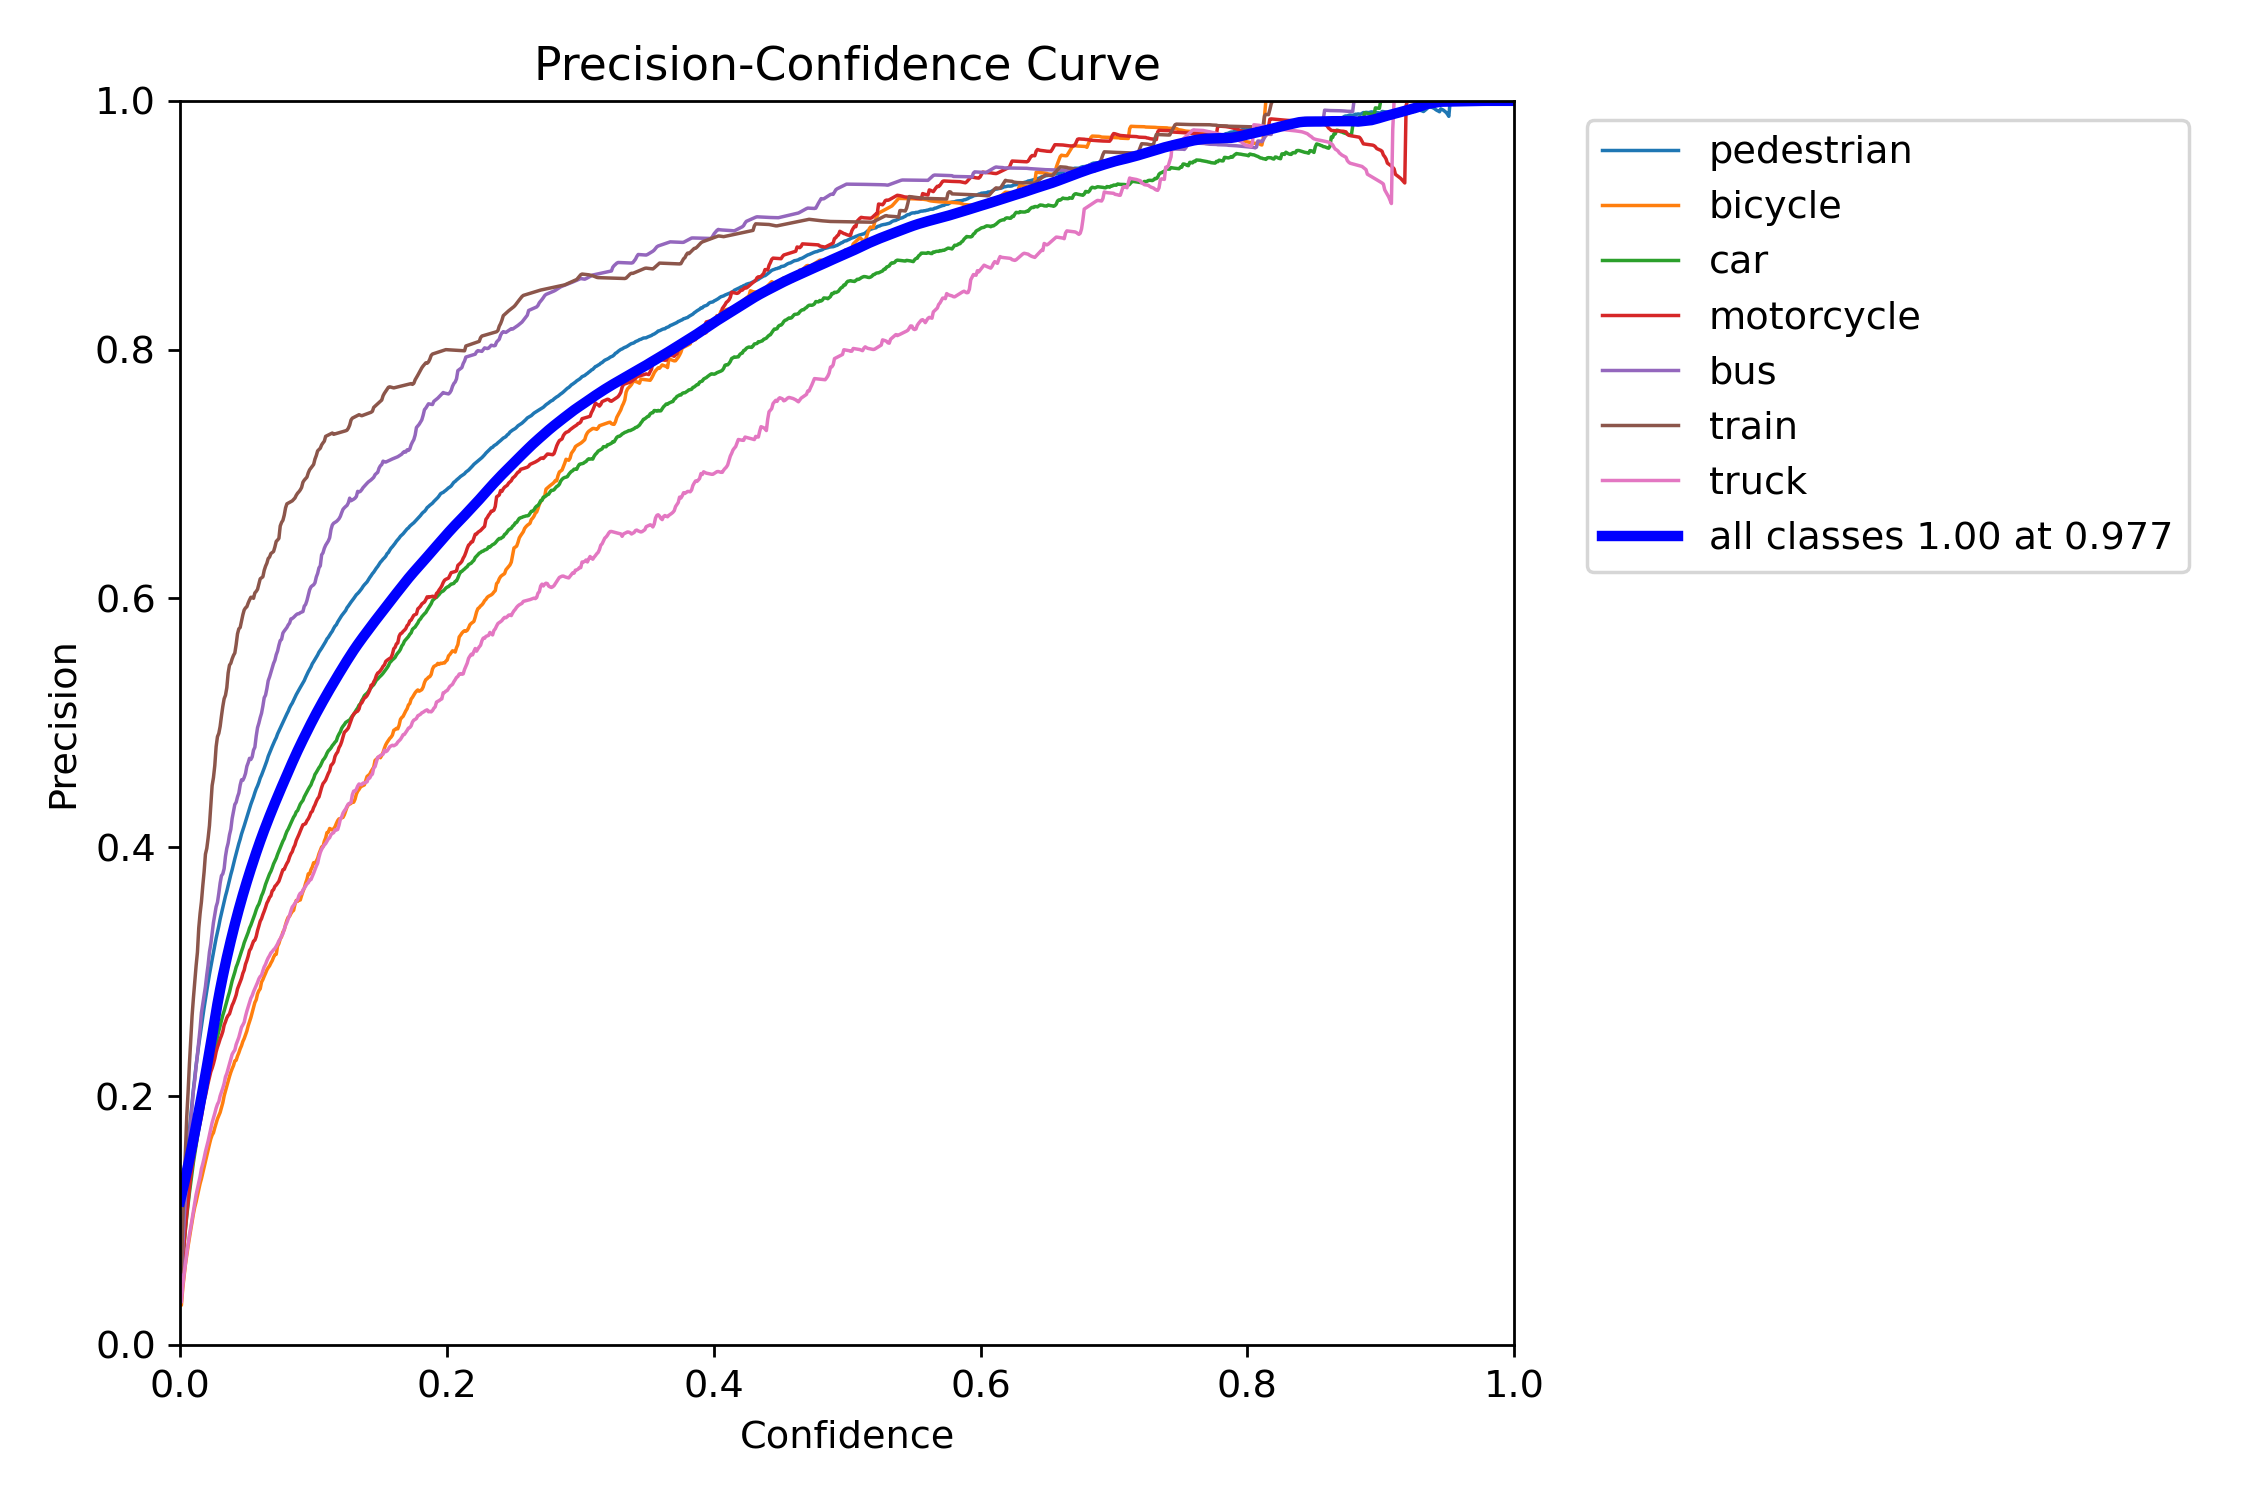 Precision-Confidence Curve
1.0
0.8
0.6
0.4
0.2
0.0
Precision
0.0 0.2 0.4 0.6 0.8 1.0
Confidence
pedestrian
bicycle
car
motorcycle
bus
train
truck
all classes 1.00 at 0.977